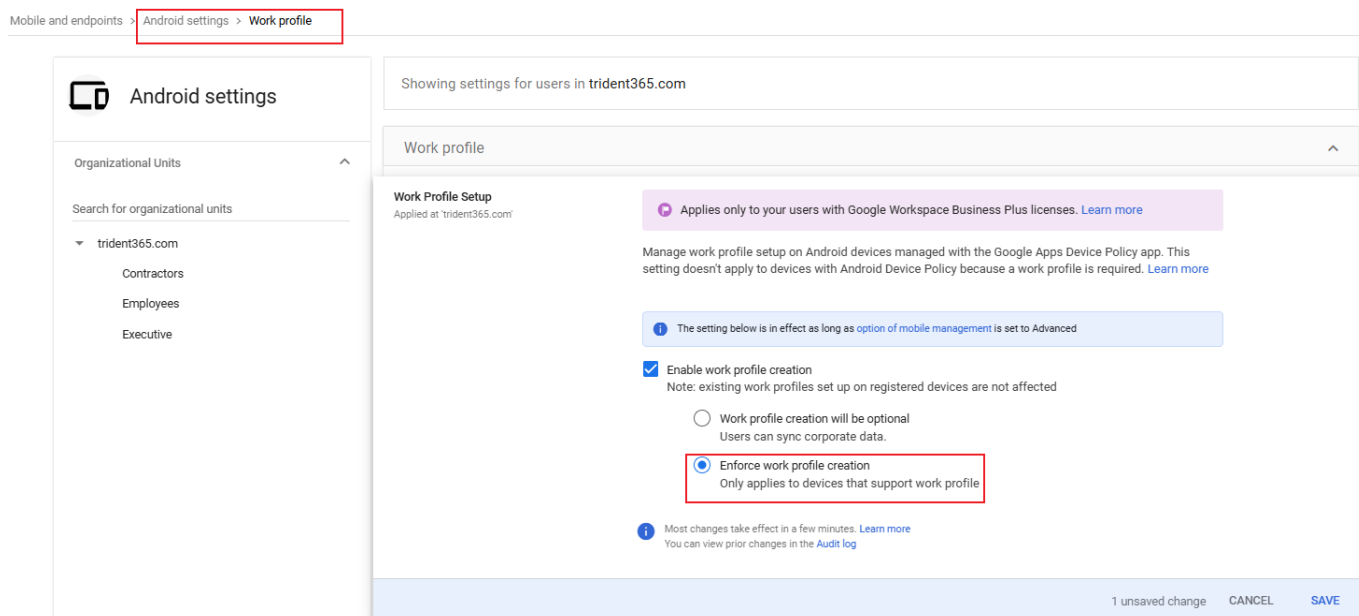 Mobile and endpoints > Android settings > Work profile
Android settings
Organizational Units
Search for organizational units
trident365.com
Contractors
Employees
Executive
Showing settings for users in trident365.com
Work profile
Work Profile Setup
Applied at 'trident365.com'
Applies only to your users with Google Workspace Business Plus licenses. Learn more
Manage work profile setup on Android devices managed with the Google Apps Device Policy app. This
setting doesn't apply to devices with Android Device Policy because a work profile is required. Learn more
The setting below is in effect as long as option of mobile management is set to Advanced
Enable work profile creation
Note: existing work profiles set up on registered devices are not affected
Work profile creation will be optional
Users can sync corporate data.
Enforce work profile creation
Only applies to devices that support work profile
Most changes take effect in a few minutes. Learn more
You can view prior changes in the Audit log
1 unsaved change CANCEL SAVE